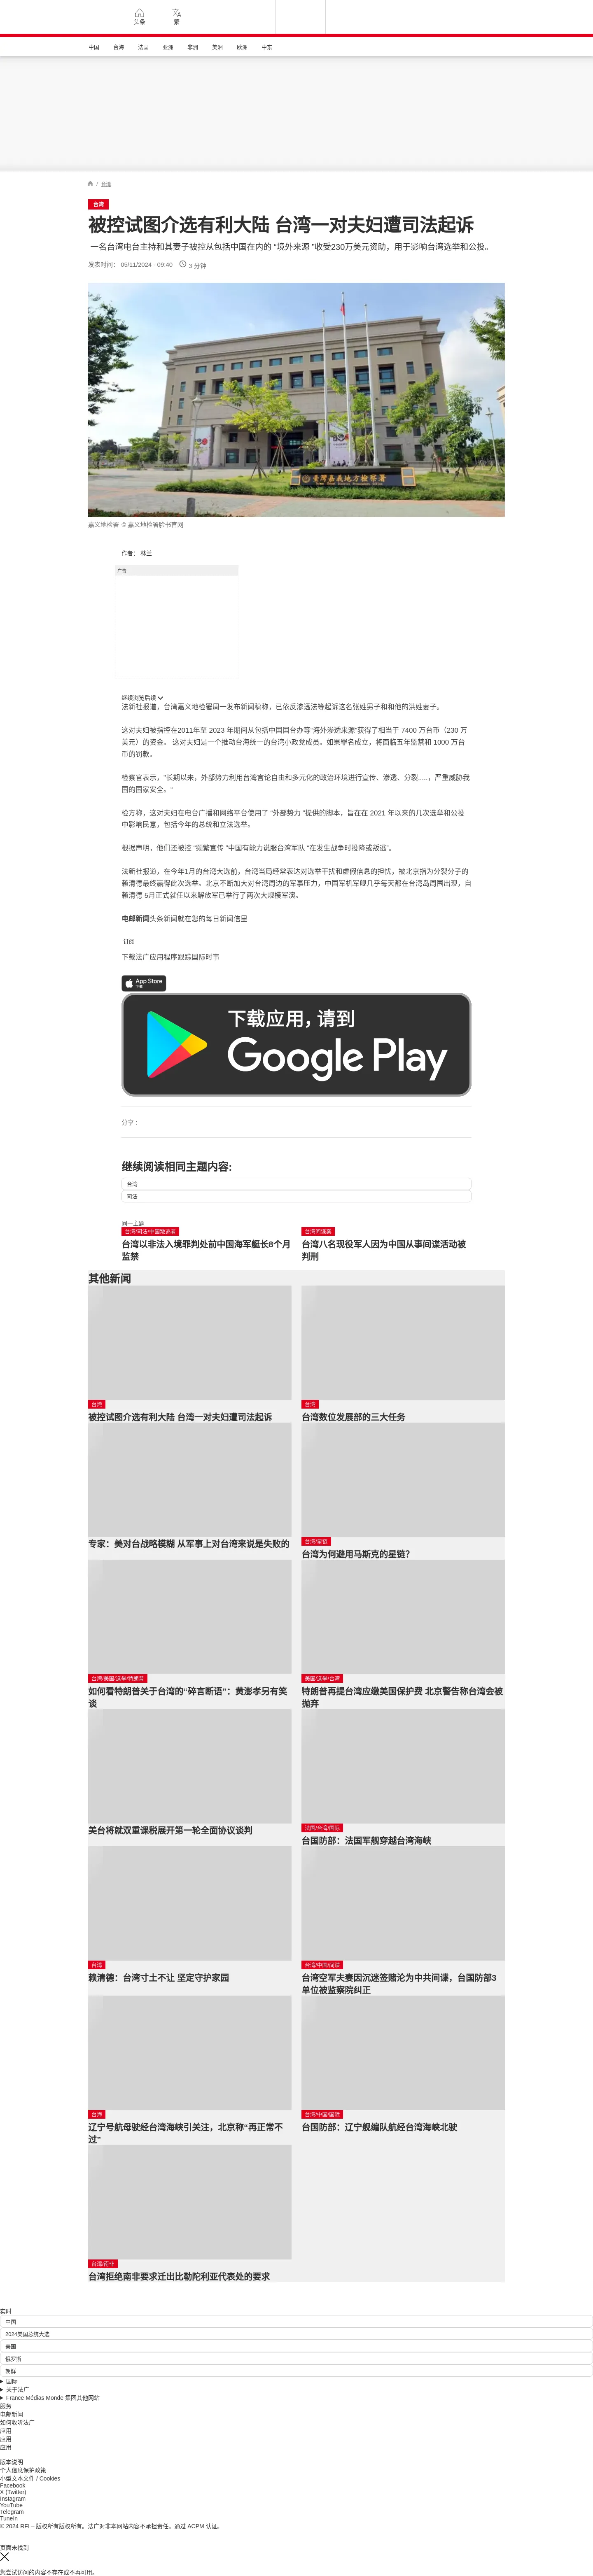 头条
繁
中国 台海 法国 亚洲 非洲 美洲 欧洲 中东
/ 台湾
台湾
被控试图介选有利大陆 台湾一对夫妇遭司法起诉
一名台湾电台主持和其妻子被控从包括中国在内的 “境外来源 ”收受230万美元资助，用于影响台湾选举和公投。
发表时间： 05/11/2024 - 09:40 3 分钟
臺灣嘉義地方檢察署
嘉义地检署 © 嘉义地检署脸书官网
作者： 林兰
广告
继续浏览后续
法新社报道，台湾嘉义地检署周一发布新闻稿称，已依反渗透法等起诉这名张姓男子和和他的洪姓妻子。
这对夫妇被指控在2011年至 2023 年期间从包括中国国台办等“海外渗透来源”获得了相当于 7400 万台币（230 万
美元）的资金。 这对夫妇是一个推动台海统一的台湾小政党成员。如果罪名成立，将面临五年监禁和 1000 万台
币的罚款。
检察官表示，"长期以来，外部势力利用台湾言论自由和多元化的政治环境进行宣传、渗透、分裂.....，严重威胁我
国的国家安全。"
检方称，这对夫妇在电台广播和网络平台使用了 “外部势力 ”提供的脚本，旨在在 2021 年以来的几次选举和公投
中影响民意，包括今年的总统和立法选举。
根据声明，他们还被控 “频繁宣传 ”中国有能力说服台湾军队 “在发生战争时投降或叛逃”。
法新社报道，在今年1月的台湾大选前，台湾当局经常表达对选举干扰和虚假信息的担忧，被北京指为分裂子的
赖清德最终赢得此次选举。北京不断加大对台湾周边的军事压力，中国军机军舰几乎每天都在台湾岛周围出现，自
赖清德 5月正式就任以来解放军已举行了两次大规模军演。
电邮新闻头条新闻就在您的每日新闻信里
订阅
下载法广应用程序跟踪国际时事
App Store
下载
下载应用，请到
Google Play
分享 :
继续阅读相同主题内容:
台湾
司法
同一主题
台湾/司法/中国叛逃者
台湾以非法入境罪判处前中国海军艇长8个月
监禁
台湾间谍案
台湾八名现役军人因为中国从事间谍活动被
判刑
其他新闻
台湾
被控试图介选有利大陆 台湾一对夫妇遭司法起诉
台湾
台湾数位发展部的三大任务
专家：美对台战略模糊 从军事上对台湾来说是失败的
台湾/星链
台湾为何避用马斯克的星链？
台湾/美国/选举/特朗普
如何看特朗普关于台湾的“碎言断语”：黄澎孝另有笑
谈
美国/选举/台湾
特朗普再提台湾应缴美国保护费 北京警告称台湾会被
抛弃
美台将就双重课税展开第一轮全面协议谈判
法国/台湾/国际
台国防部：法国军舰穿越台湾海峡
台湾
赖清德：台湾寸土不让 坚定守护家园
台湾/中国/间谍
台湾空军夫妻因沉迷签赌沦为中共间谍，台国防部3
单位被监察院纠正
台海
辽宁号航母驶经台湾海峡引关注，北京称“再正常不
过”
台湾/中国/国际
台国防部：辽宁舰编队航经台湾海峡北驶
台湾/南非
台湾拒绝南非要求迁出比勒陀利亚代表处的要求
实时
中国
2024美国总统大选
美国
俄罗斯
朝鲜
国际
关于法广
France Médias Monde 集团其他网站
服务
电邮新闻
如何收听法广
应用
应用
应用
版本说明
个人信息保护政策
小型文本文件 / Cookies
Facebook
X (Twitter)
Instagram
YouTube
Telegram
TuneIn
© 2024 RFI – 版权所有版权所有。法广对非本网站内容不承担责任。通过 ACPM 认证。
页面未找到
您尝试访问的内容不存在或不再可用。